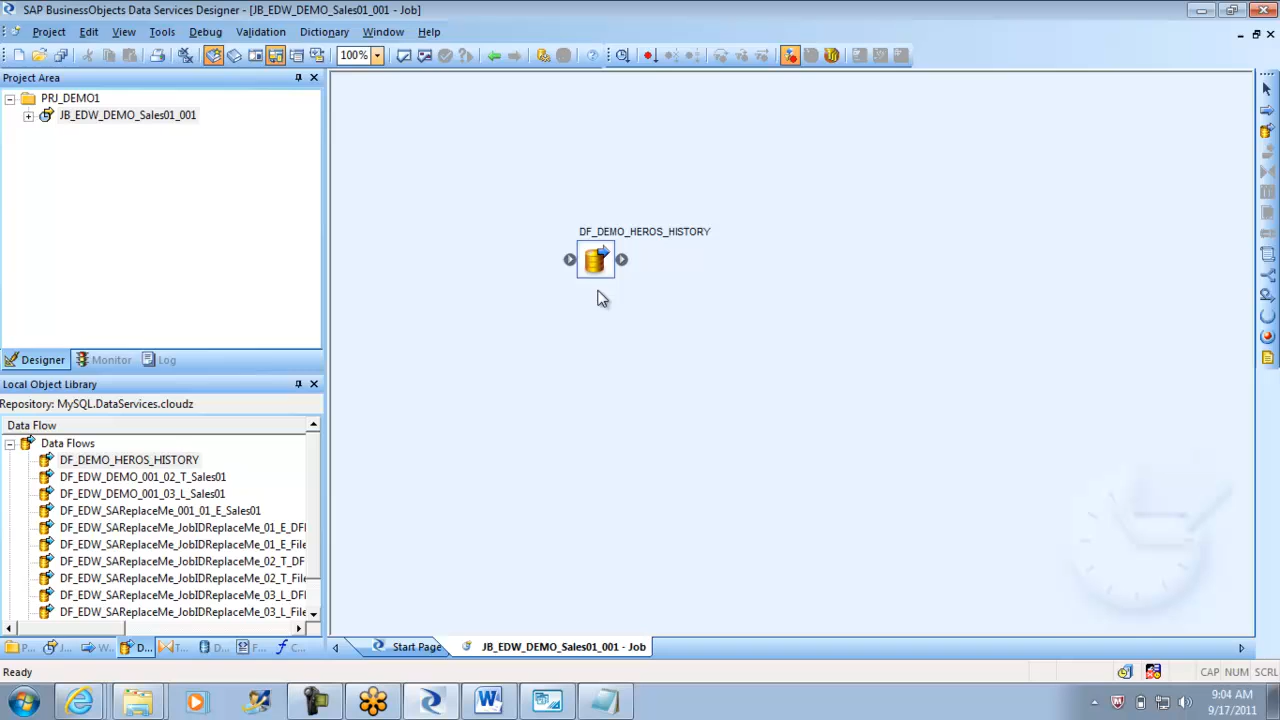 SAP BusinessObjects Data Services Designer - [JB_EDW_DEMO_Sales01_001 - Job]
Project Edit View Tools Debug Validation Dictionary Window Help
100%
Project Area
PRJ_DEMO1
JB_EDW_DEMO_Sales01_001
DF_DEMO_HEROS_HISTORY
Designer Monitor Log
Local Object Library
Repository: MySQL.DataServices.cloudz
Data Flow
Data Flows
DF_DEMO_HEROS_HISTORY
DF_EDW_DEMO_001_02_T_Sales01
DF_EDW_DEMO_001_03_L_Sales01
DF_EDW_SAReplaceMe_001_01_E_Sales01
DF_EDW_SAReplaceMe_JobIDReplaceMe_01_E_DFI
DF_EDW_SAReplaceMe_JobIDReplaceMe_01_E_File
DF_EDW_SAReplaceMe_JobIDReplaceMe_02_T_DF
DF_EDW_SAReplaceMe_JobIDReplaceMe_02_T_File
DF_EDW_SAReplaceMe_JobIDReplaceMe_03_L_DFI
DF_EDW_SAReplaceMe_JobIDReplaceMe_03_L_File
P... J... W... D... T... D... F... C...
Start Page JB_EDW_DEMO_Sales01_001 - Job
Ready CAP NUM SCRL
9:04 AM
9/17/2011